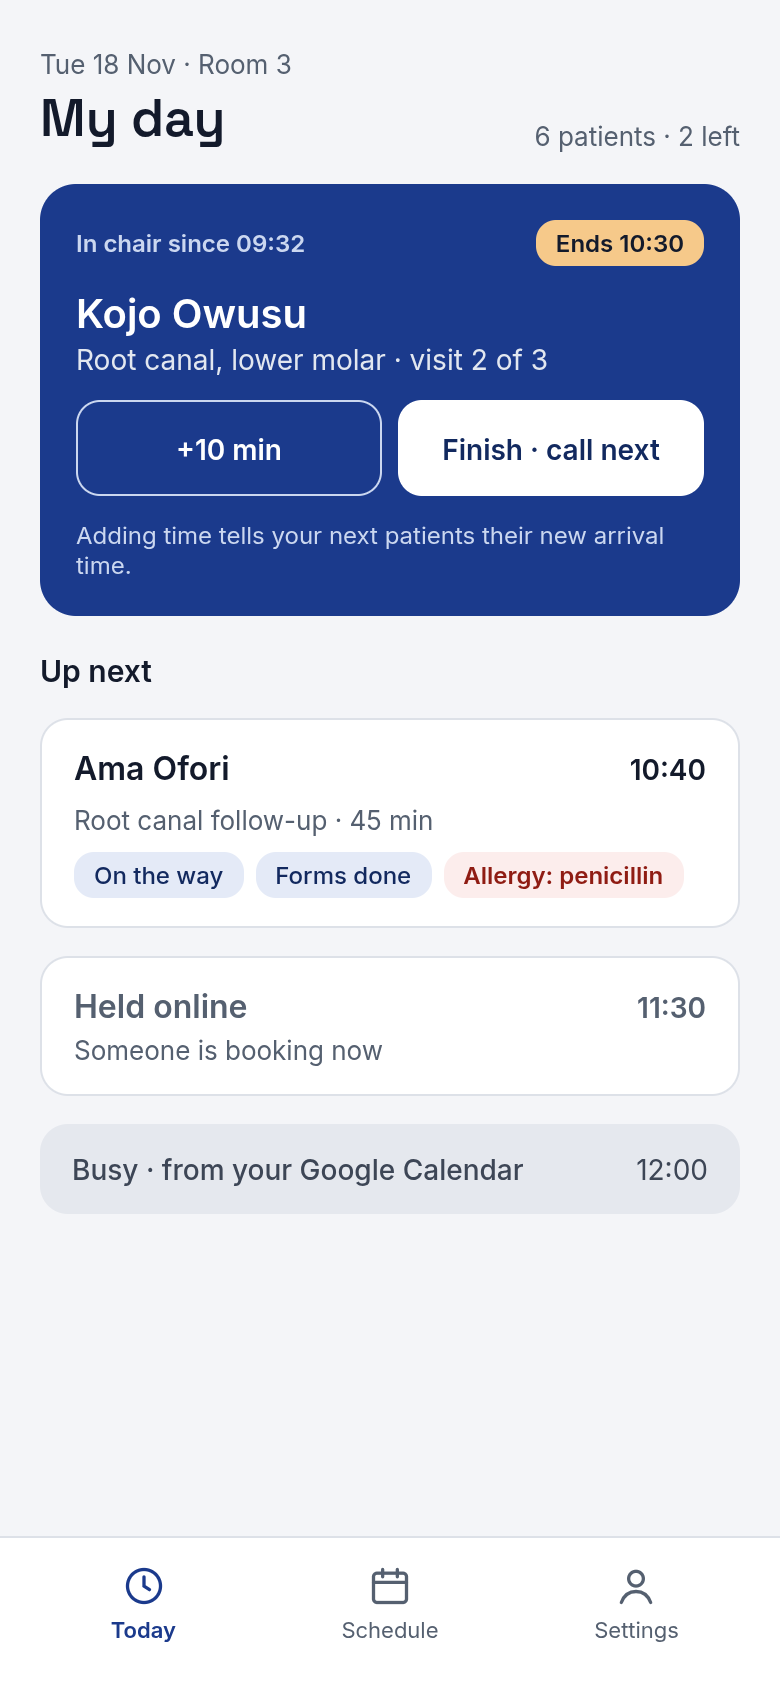 Tue 18 Nov · Room 3
My day
6 patients · 2 left
In chair since 09:32
Ends 10:30
Kojo Owusu
Root canal, lower molar · visit 2 of 3
+10 min
Finish · call next
Adding time tells your next patients their new arrival
time.
Up next
Ama Ofori
10:40
Root canal follow-up · 45 min
On the way
Forms done
Allergy: penicillin
Held online
11:30
Someone is booking now
Busy · from your Google Calendar
12:00
Today
Schedule
Settings